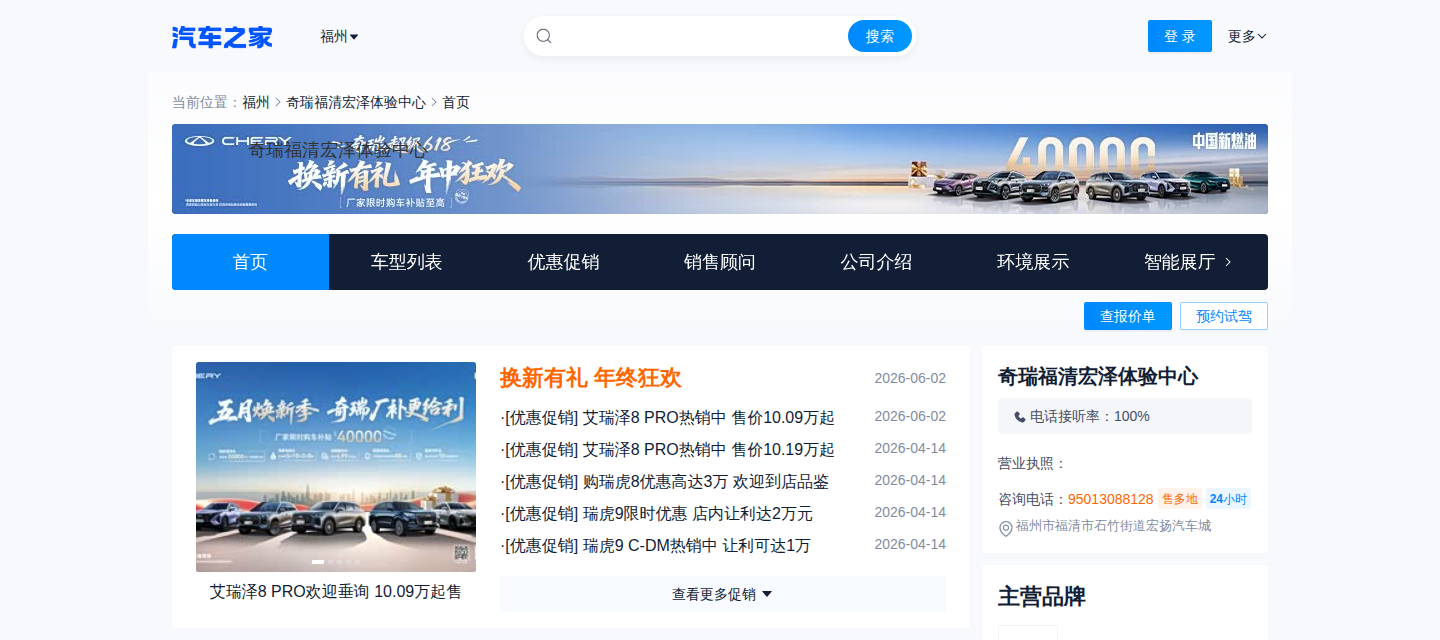 汽车之家
福州
搜索
登 录
更多
当前位置：福州 > 奇瑞福清宏泽体验中心 > 首页
CHERY
奇瑞超级618
中国新燃油
奇瑞福清宏泽体验中心
40000
换新有礼 年中狂欢
厂家限时购车补贴至高
首页
车型列表
优惠促销
销售顾问
公司介绍
环境展示
智能展厅 >
查报价单
预约试驾
五月焕新季 奇瑞厂补更给利
厂家限时购车补贴 40000
艾瑞泽8 PRO欢迎垂询 10.09万起售
换新有礼 年终狂欢 2026-06-02
·[优惠促销] 艾瑞泽8 PRO热销中 售价10.09万起 2026-06-02
·[优惠促销] 艾瑞泽8 PRO热销中 售价10.19万起 2026-04-14
·[优惠促销] 购瑞虎8优惠高达3万 欢迎到店品鉴 2026-04-14
·[优惠促销] 瑞虎9限时优惠 店内让利达2万元 2026-04-14
·[优惠促销] 瑞虎9 C-DM热销中 让利可达1万 2026-04-14
查看更多促销
奇瑞福清宏泽体验中心
电话接听率：100%
营业执照：
咨询电话：95013088128 售多地 24小时
福州市福清市石竹街道宏扬汽车城
主营品牌